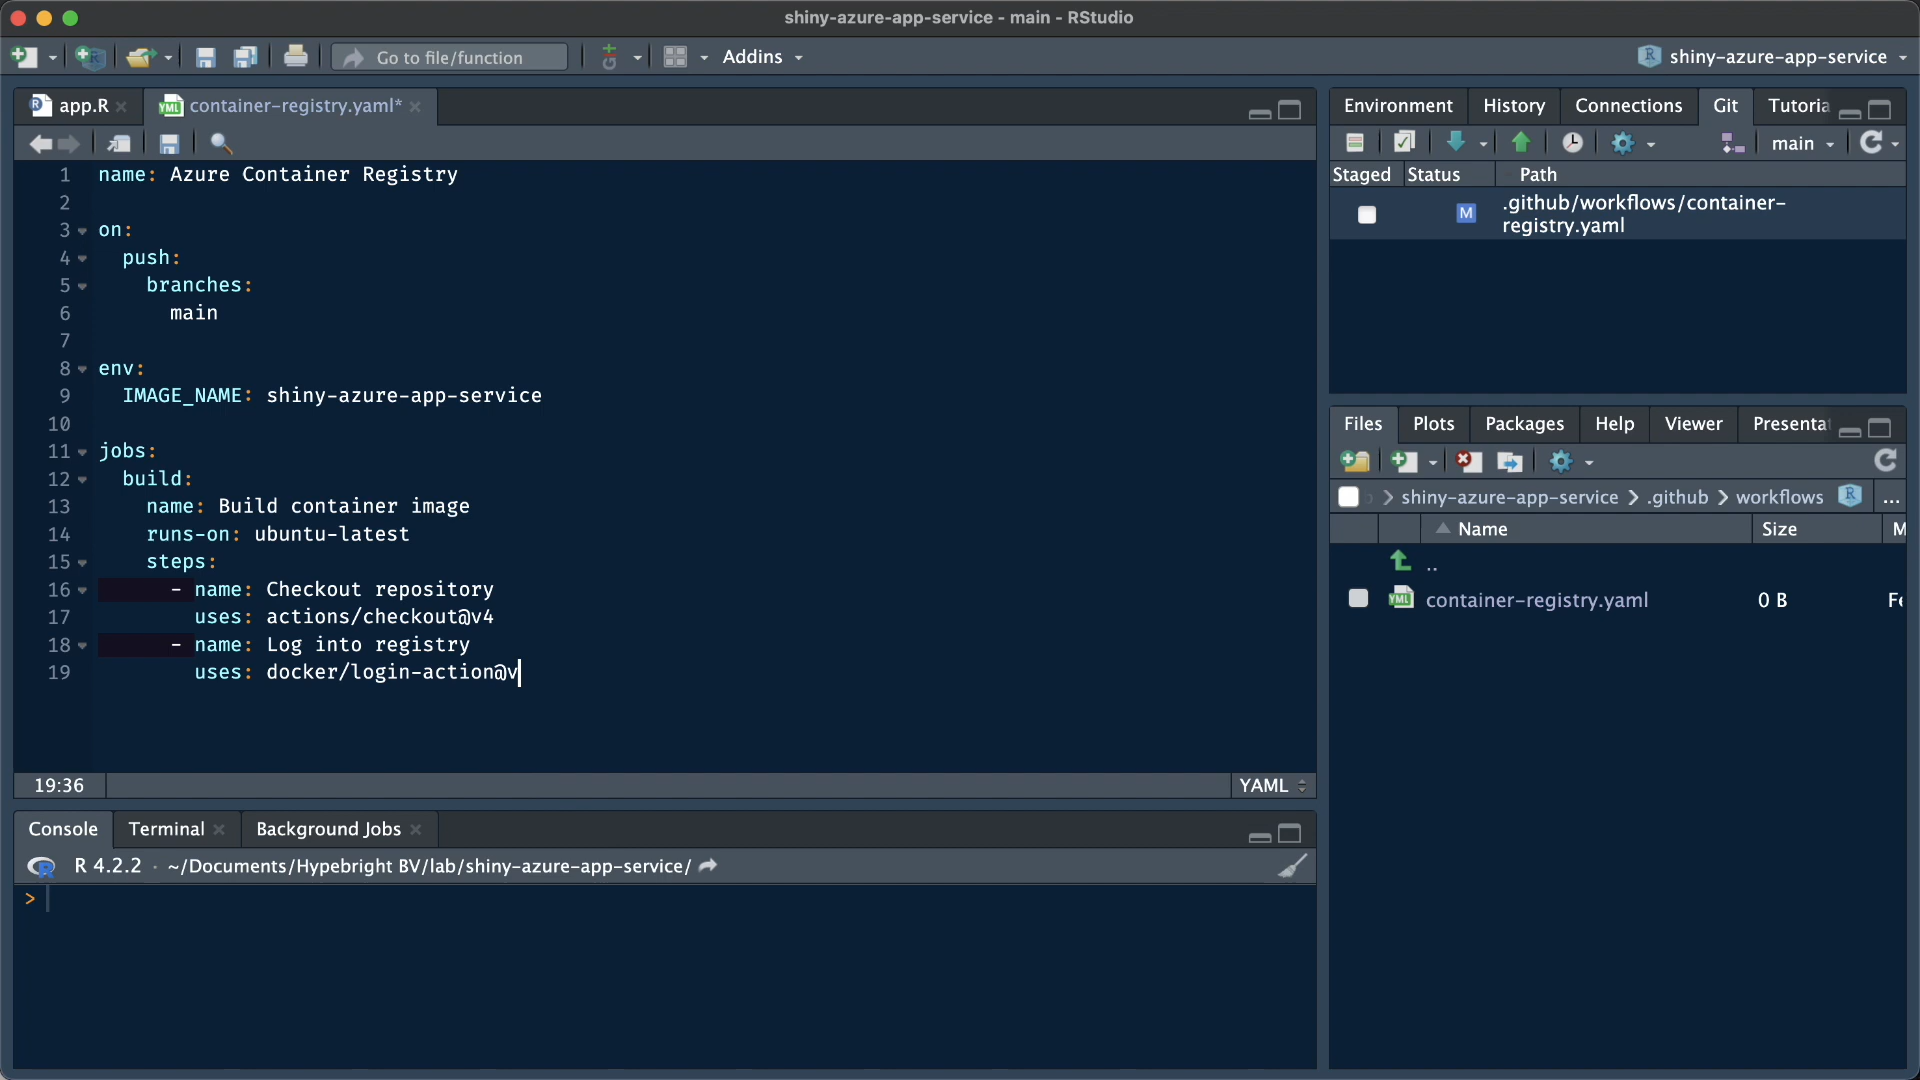 shiny-azure-app-service - main - RStudio
Go to file/function
Addins
shiny-azure-app-service
app.R
container-registry.yaml*
1 name: Azure Container Registry
2
3 on:
4 push:
5 branches:
6 main
7
8 env:
9 IMAGE_NAME: shiny-azure-app-service
10
11 jobs:
12 build:
13 name: Build container image
14 runs-on: ubuntu-latest
15 steps:
16 - name: Checkout repository
17 uses: actions/checkout@v4
18 - name: Log into registry
19 uses: docker/login-action@v
19:36
YAML
Console Terminal Background Jobs
R 4.2.2 · ~/Documents/Hypebright BV/lab/shiny-azure-app-service/
>
Environment History Connections Git Tutoria
main
Staged Status Path
M .github/workflows/container-
registry.yaml
Files Plots Packages Help Viewer Presentat
shiny-azure-app-service > .github > workflows ...
Name Size M
..
container-registry.yaml 0 B Fe